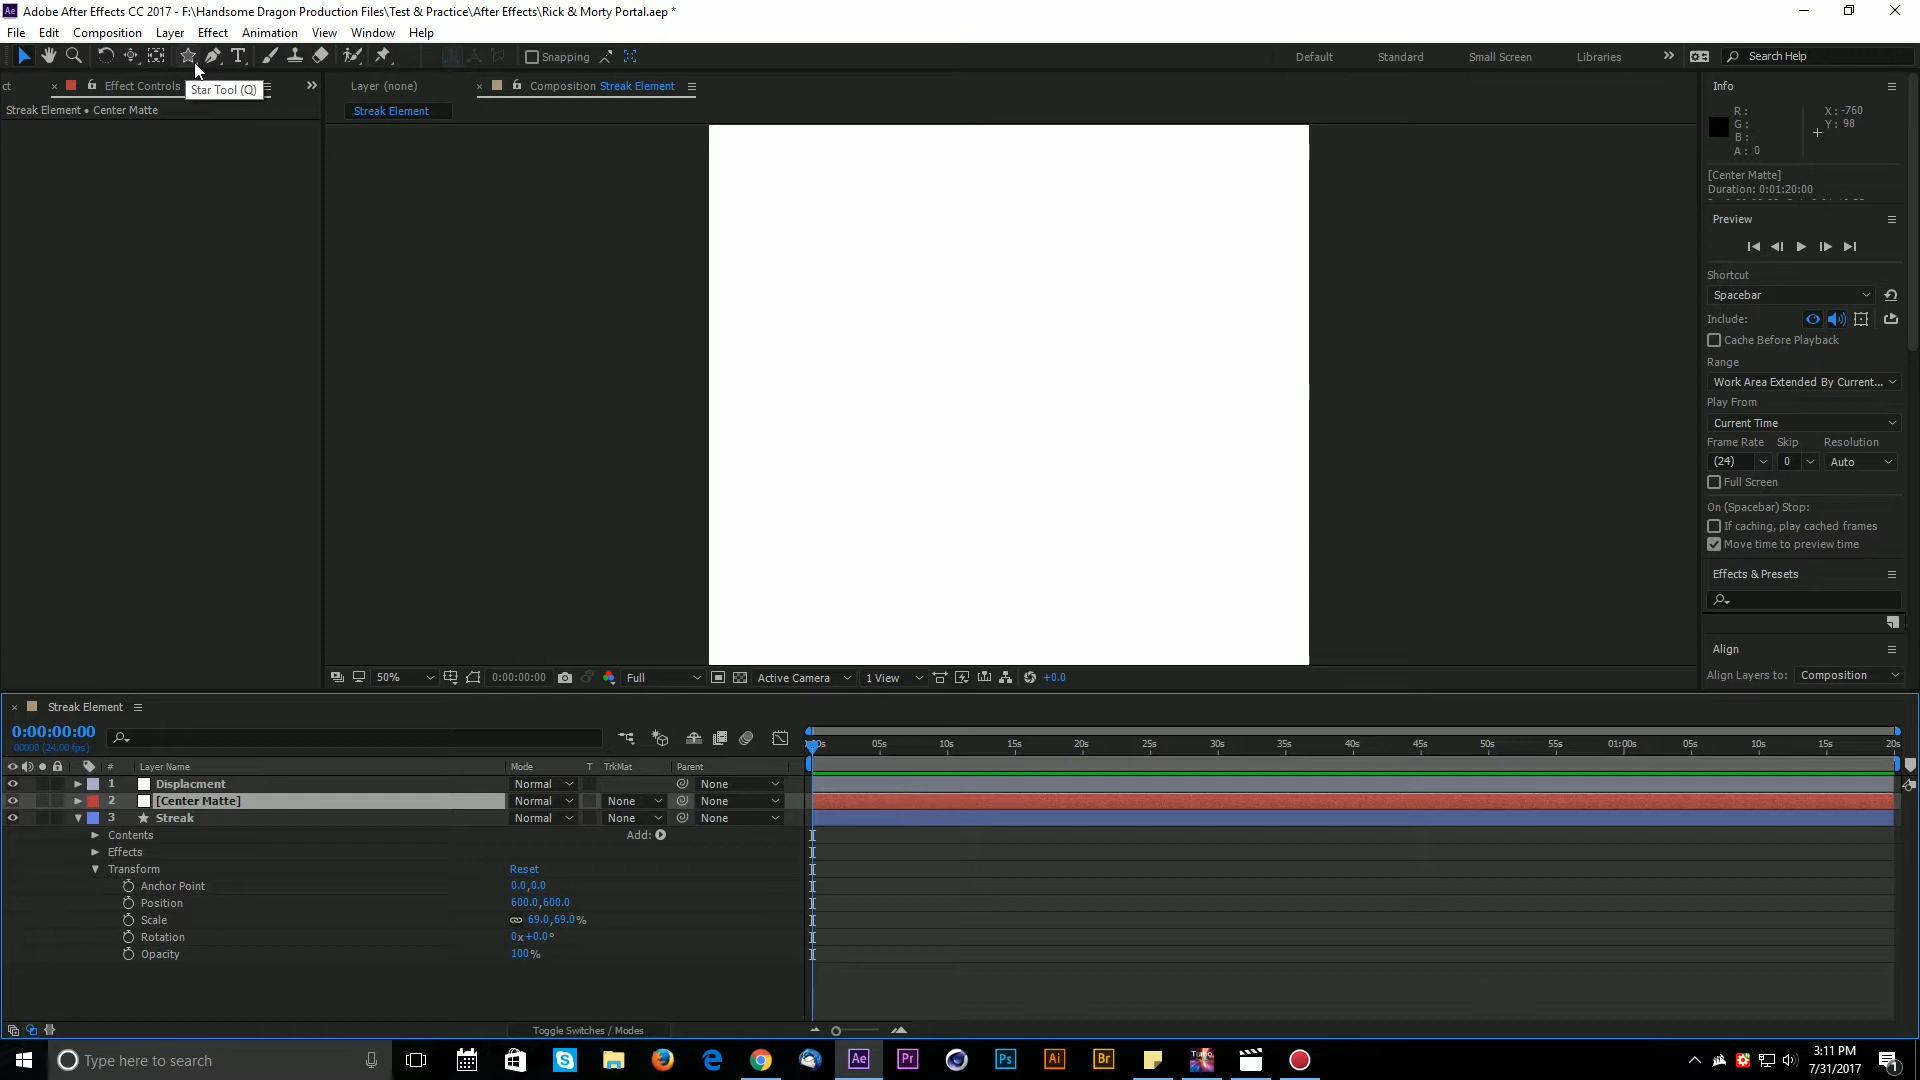 Adobe After Effects CC 2017 - F:\Handsome Dragon Production Files\Test & Practice\After Effects\Rick & Morty Portal.aep *
File Edit Composition Layer Effect Animation View Window Help
Snapping
Default Standard Small Screen Libraries Search Help
ct Effect Controls
Star Tool (Q)
Layer (none) Composition Streak Element
Streak Element • Center Matte
Streak Element
Info
R :
G :
B :
A : 0
X : -760
Y : 98
[Center Matte]
Duration: 0:01:20:00
Preview
Shortcut
Spacebar
Include:
Cache Before Playback
Range
Work Area Extended By Current...
Play From
Current Time
Frame Rate Skip Resolution
(24) 0 Auto
Full Screen
On (Spacebar) Stop:
If caching, play cached frames
Move time to preview time
Effects & Presets
Align
Align Layers to: Composition
50% 0:00:00:00 Full Active Camera 1 View +0.0
Streak Element
0:00:00:00
00000 (24.00 fps)
# Layer Name Mode T TrkMat Parent
1 Displacment Normal None
2 [Center Matte] Normal None None
3 Streak Normal None None
Contents Add:
Effects
Transform Reset
Anchor Point 0.0,0.0
Position 600.0,600.0
Scale 69.0,69.0%
Rotation 0x+0.0°
Opacity 100%
05s 10s 15s 20s 25s 30s 35s 40s 45s 50s 55s 01:00s 05s 10s 15s 20s
Toggle Switches / Modes
Type here to search
Ae Pr Ps Ai Br
3:11 PM
7/31/2017
1